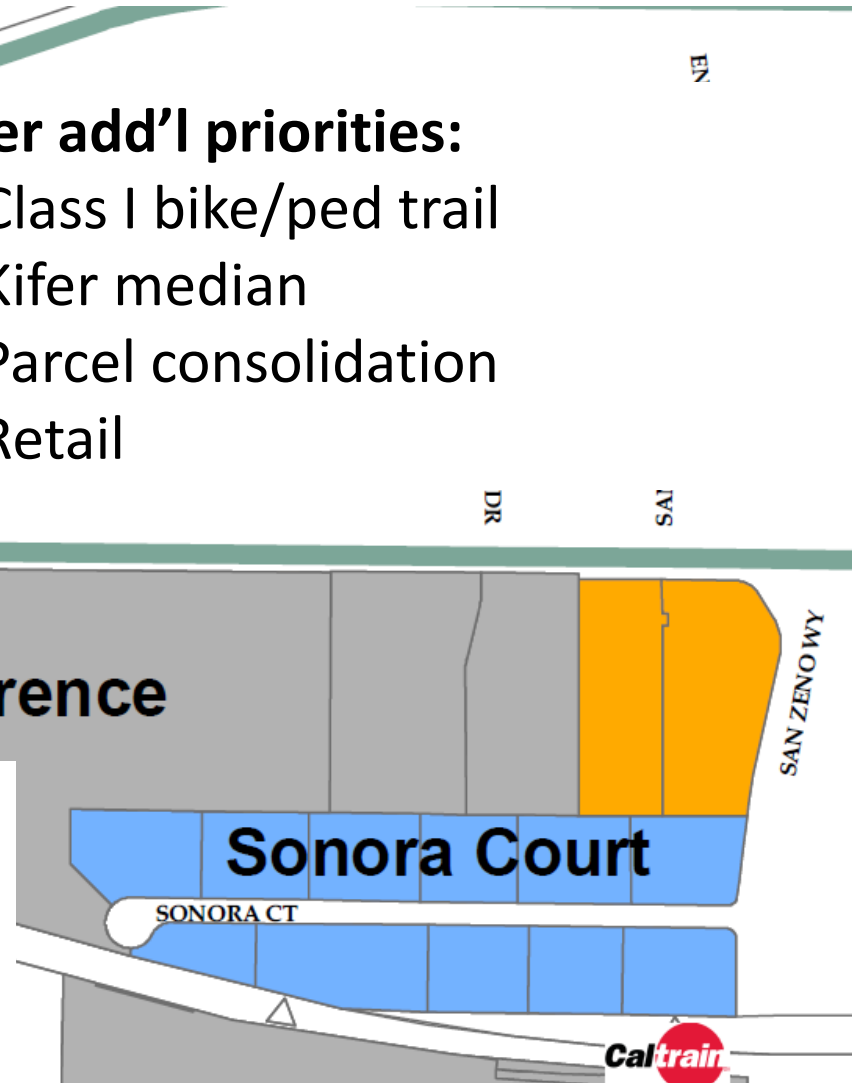 EN
er add’l priorities:
Class I bike/ped trail
Kifer median
Parcel consolidation
Retail
DR
SAN ZENO WY
rence
Sonora Court
SONORA CT
Caltrain